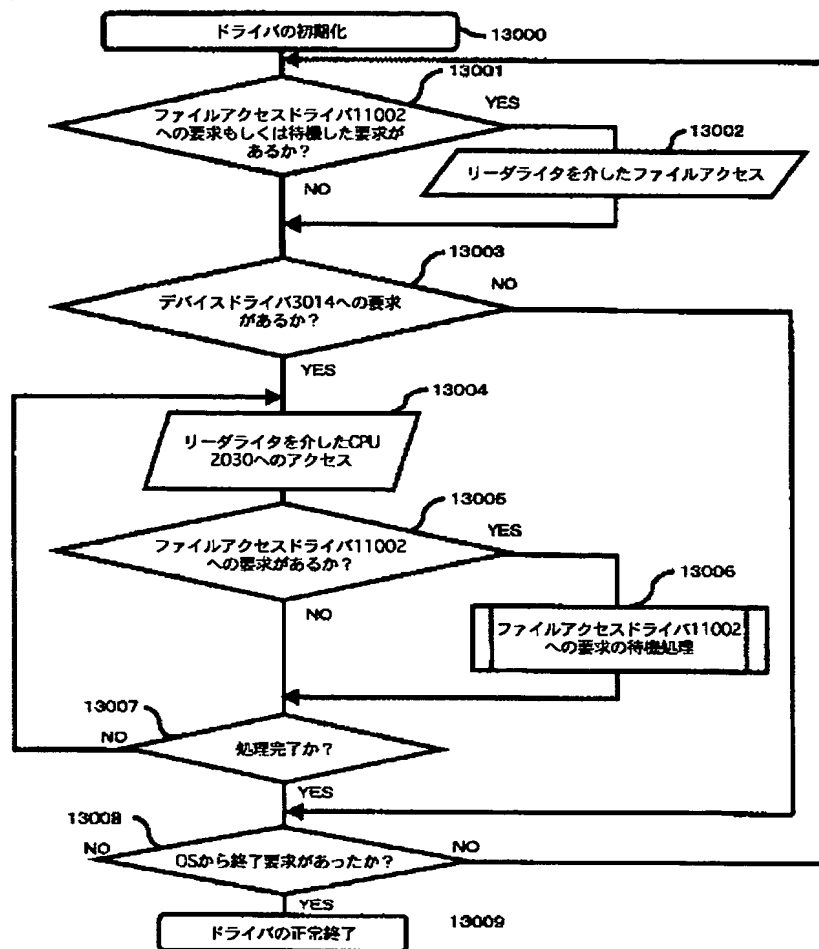 ドライバの初期化
13000
13001
ファイルアクセスドライバ11002
への要求もしくは待機した要求が
あるか？
YES
13002
リーダライタを介したファイルアクセス
NO
13003
デバイスドライバ3014への要求
があるか？
NO
YES
13004
リーダライタを介したCPU
2030へのアクセス
13005
ファイルアクセスドライバ11002
への要求があるか？
YES
13006
ファイルアクセスドライバ11002
への要求の待機処理
NO
13007
NO
処理完了か？
YES
13008
NO
OSから終了要求があったか？
NO
YES
ドライバの正常終了
13009